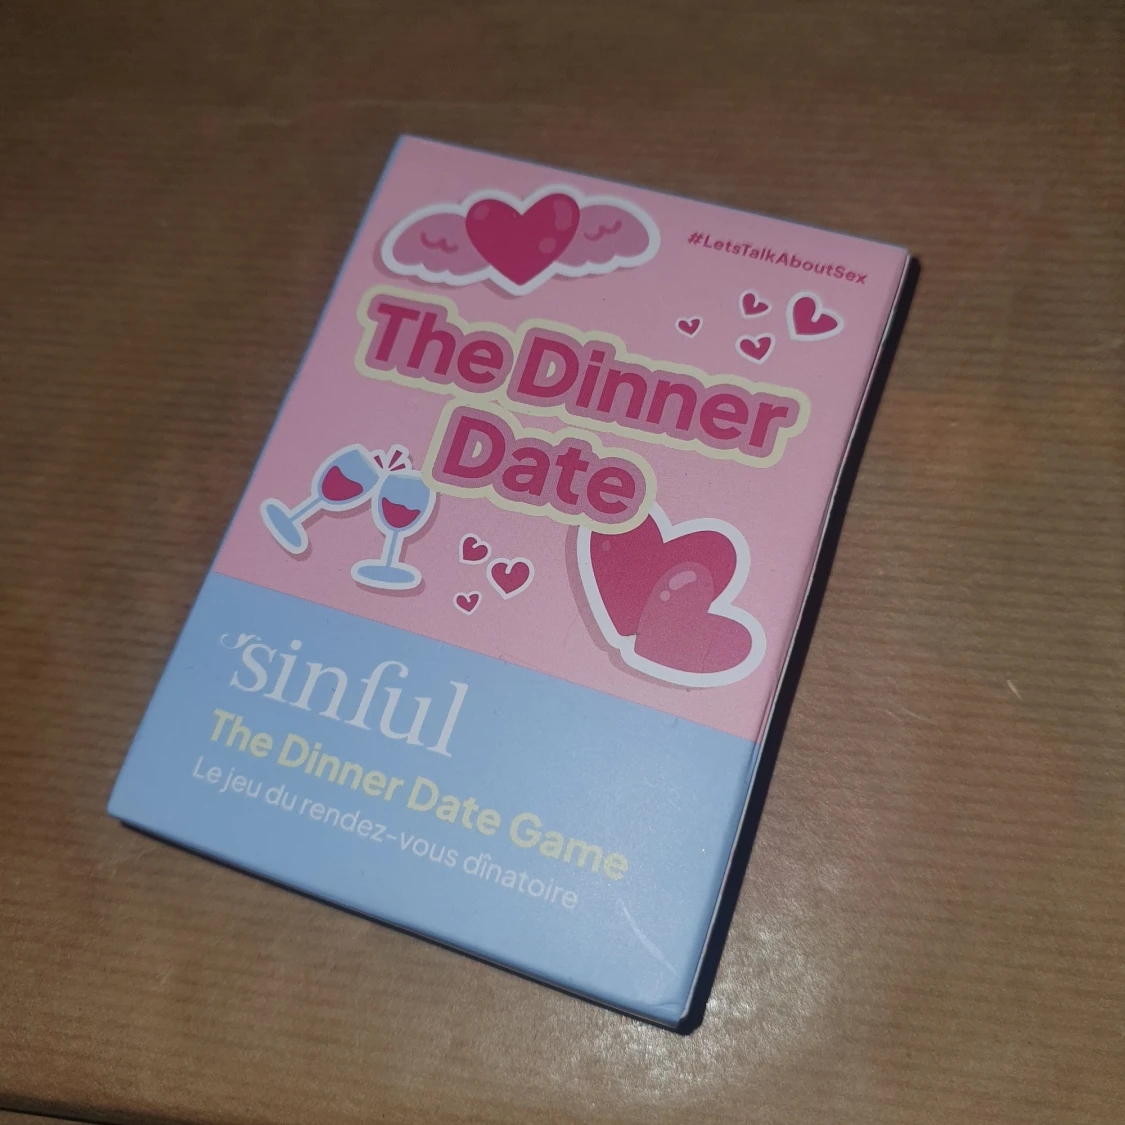 #LetsTalkAboutSex
The Dinner
Date
sinful
The Dinner Date Game
Le jeu du rendez-vous dînatoire